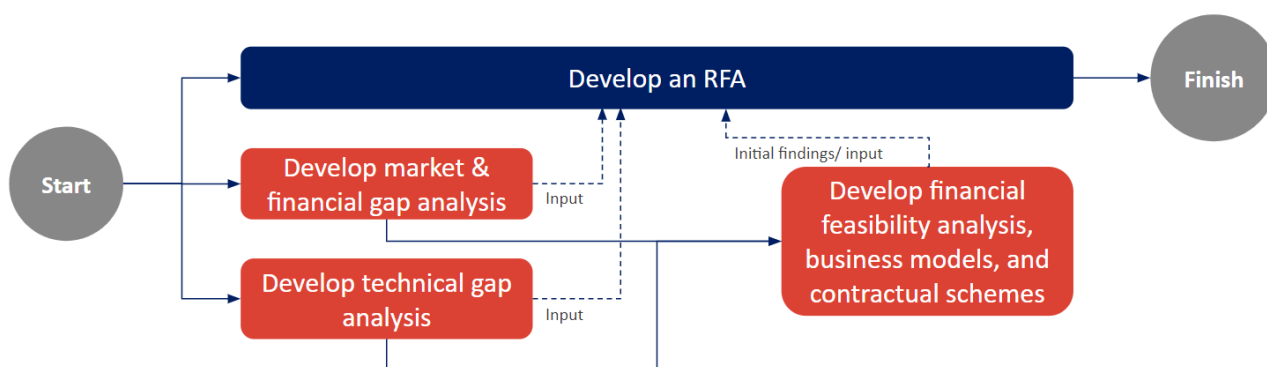 Develop an RFA
Finish
Initial findings/ input
Develop market &
financial gap analysis
Start
Input
Develop financial
feasibility analysis,
business models, and
contractual schemes
Develop technical gap
analysis
Input